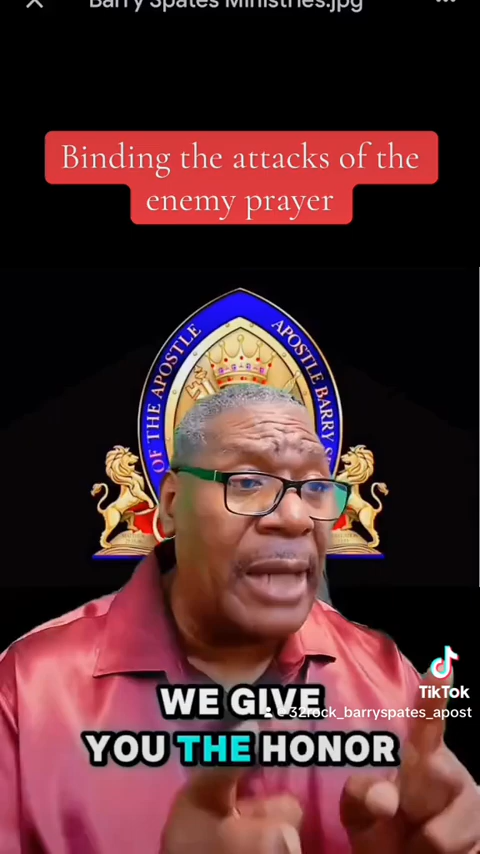 Barry Spates Ministries.jpg
Binding the attacks of the
enemy prayer
OF THE APOSTLE
APOSTLE BARRY
WE GIVE
TikTok
32rock_barryspates_apost
YOU THE HONOR